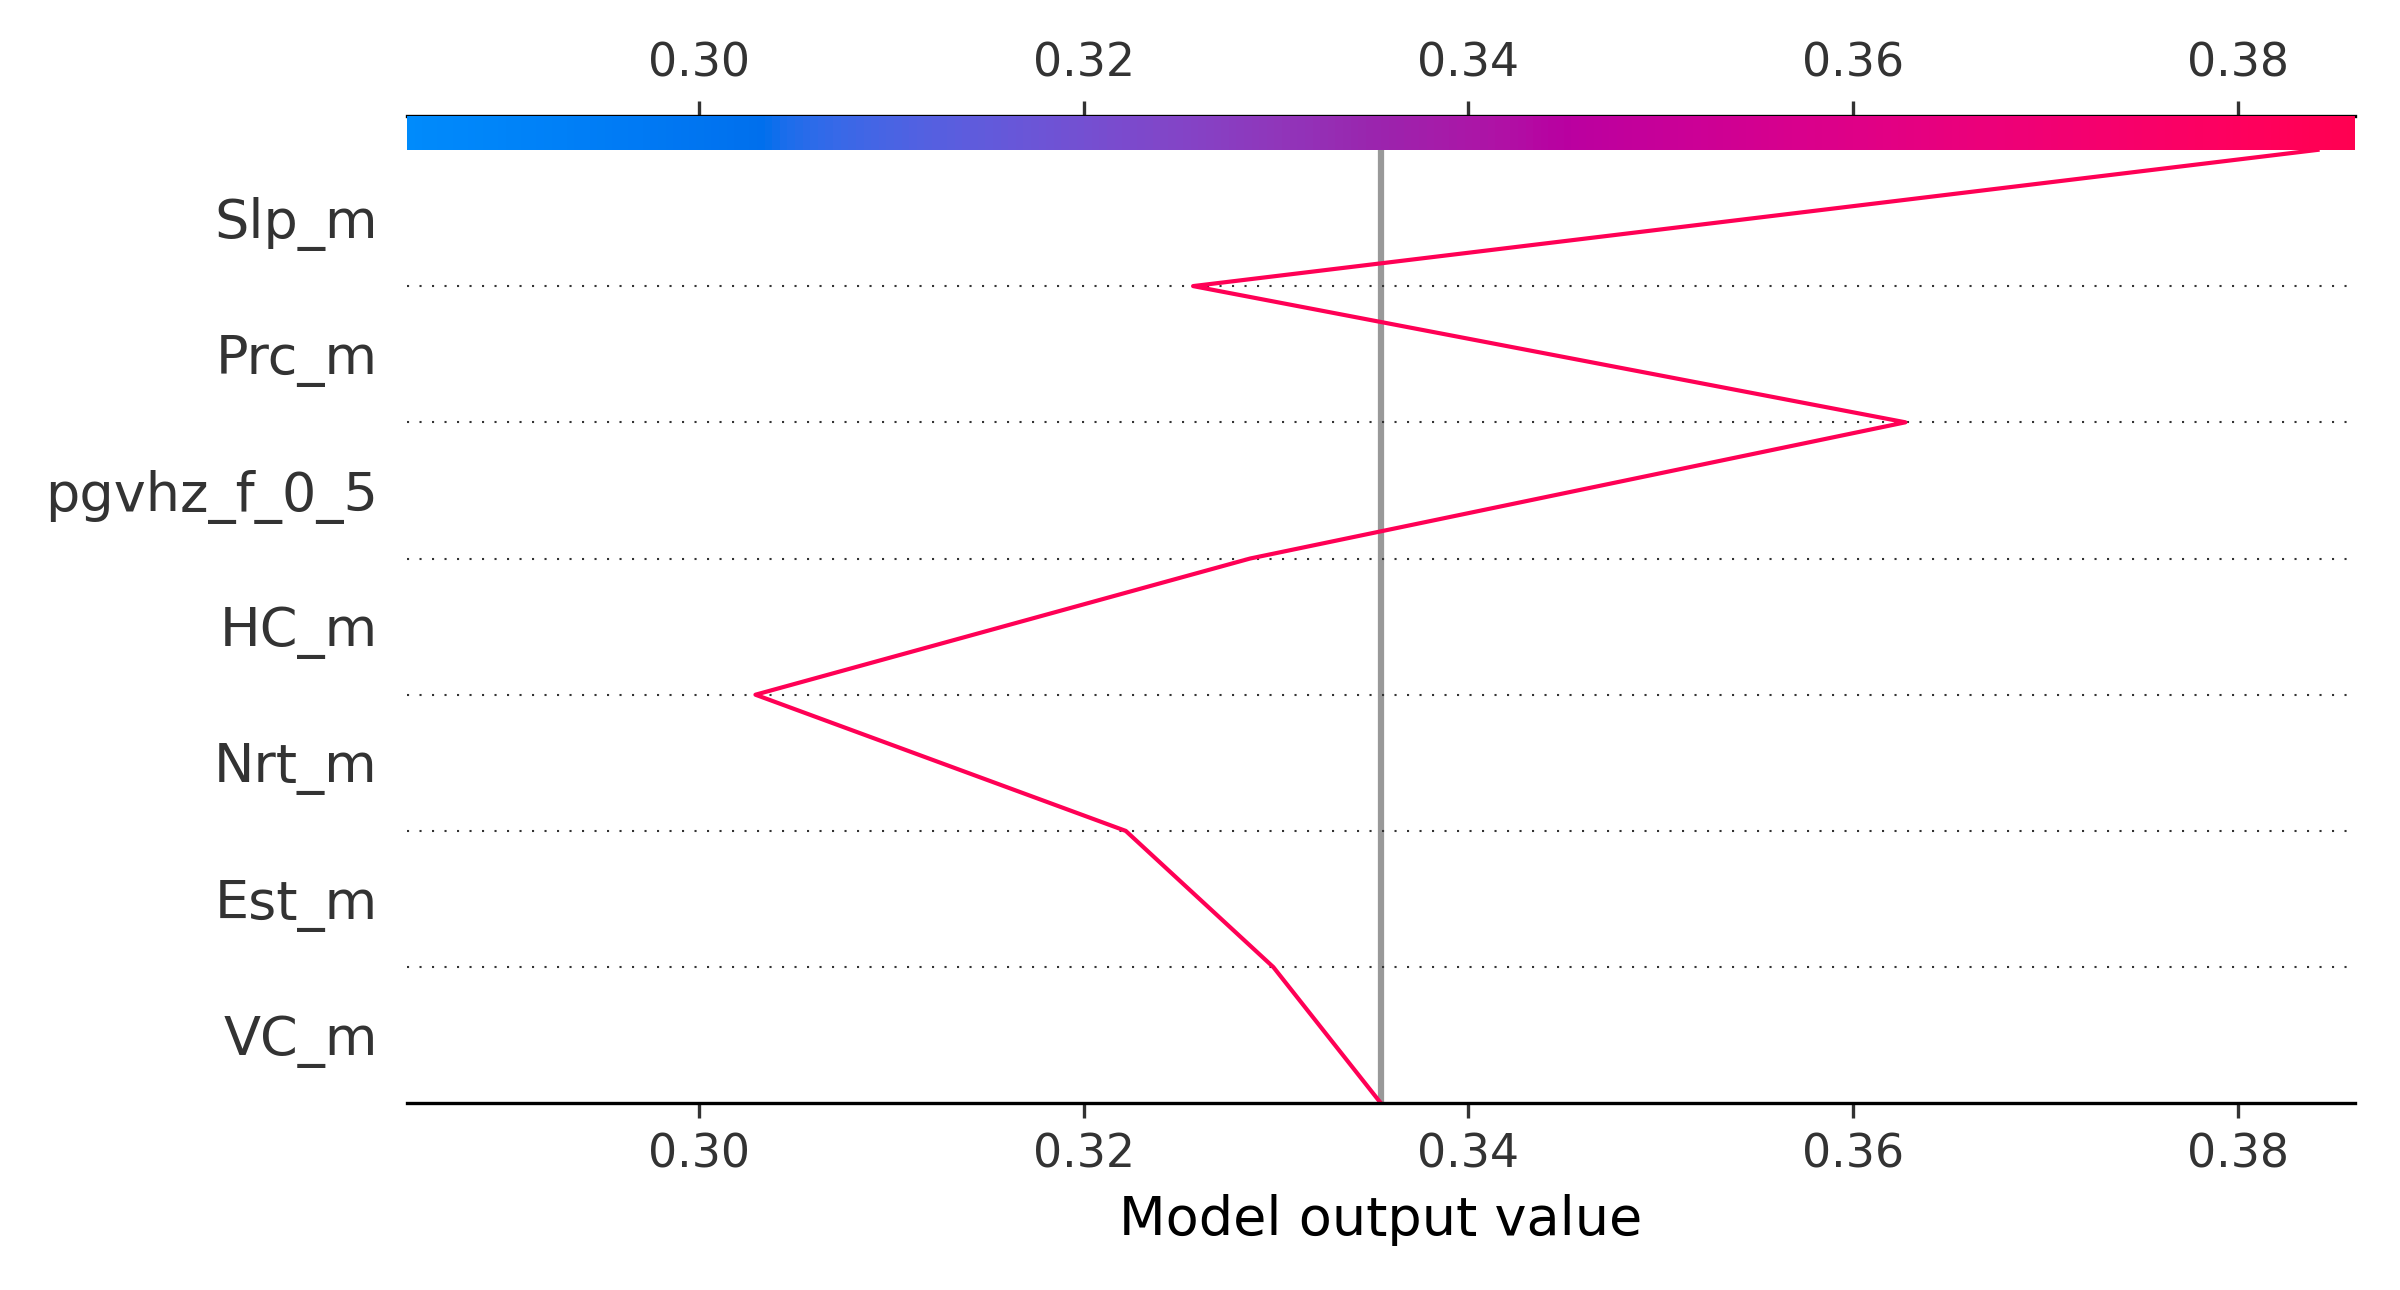 0.30 0.32 0.34 0.36 0.38
Slp_m
Prc_m
pgvhz_f_0_5
HC_m
Nrt_m
Est_m
VC_m
0.30 0.32 0.34 0.36 0.38
Model output value